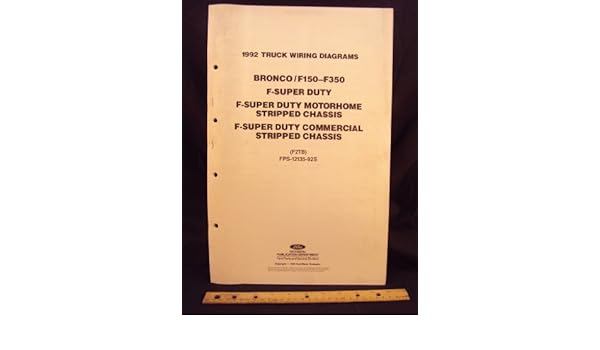 1992 TRUCK WIRING DIAGRAMS
BRONCO/F150-F350
F-SUPER DUTY
F-SUPER DUTY MOTORHOME
STRIPPED CHASSIS
F-SUPER DUTY COMMERCIAL
STRIPPED CHASSIS
(F2TB)
FPS-12135-92S
Ford